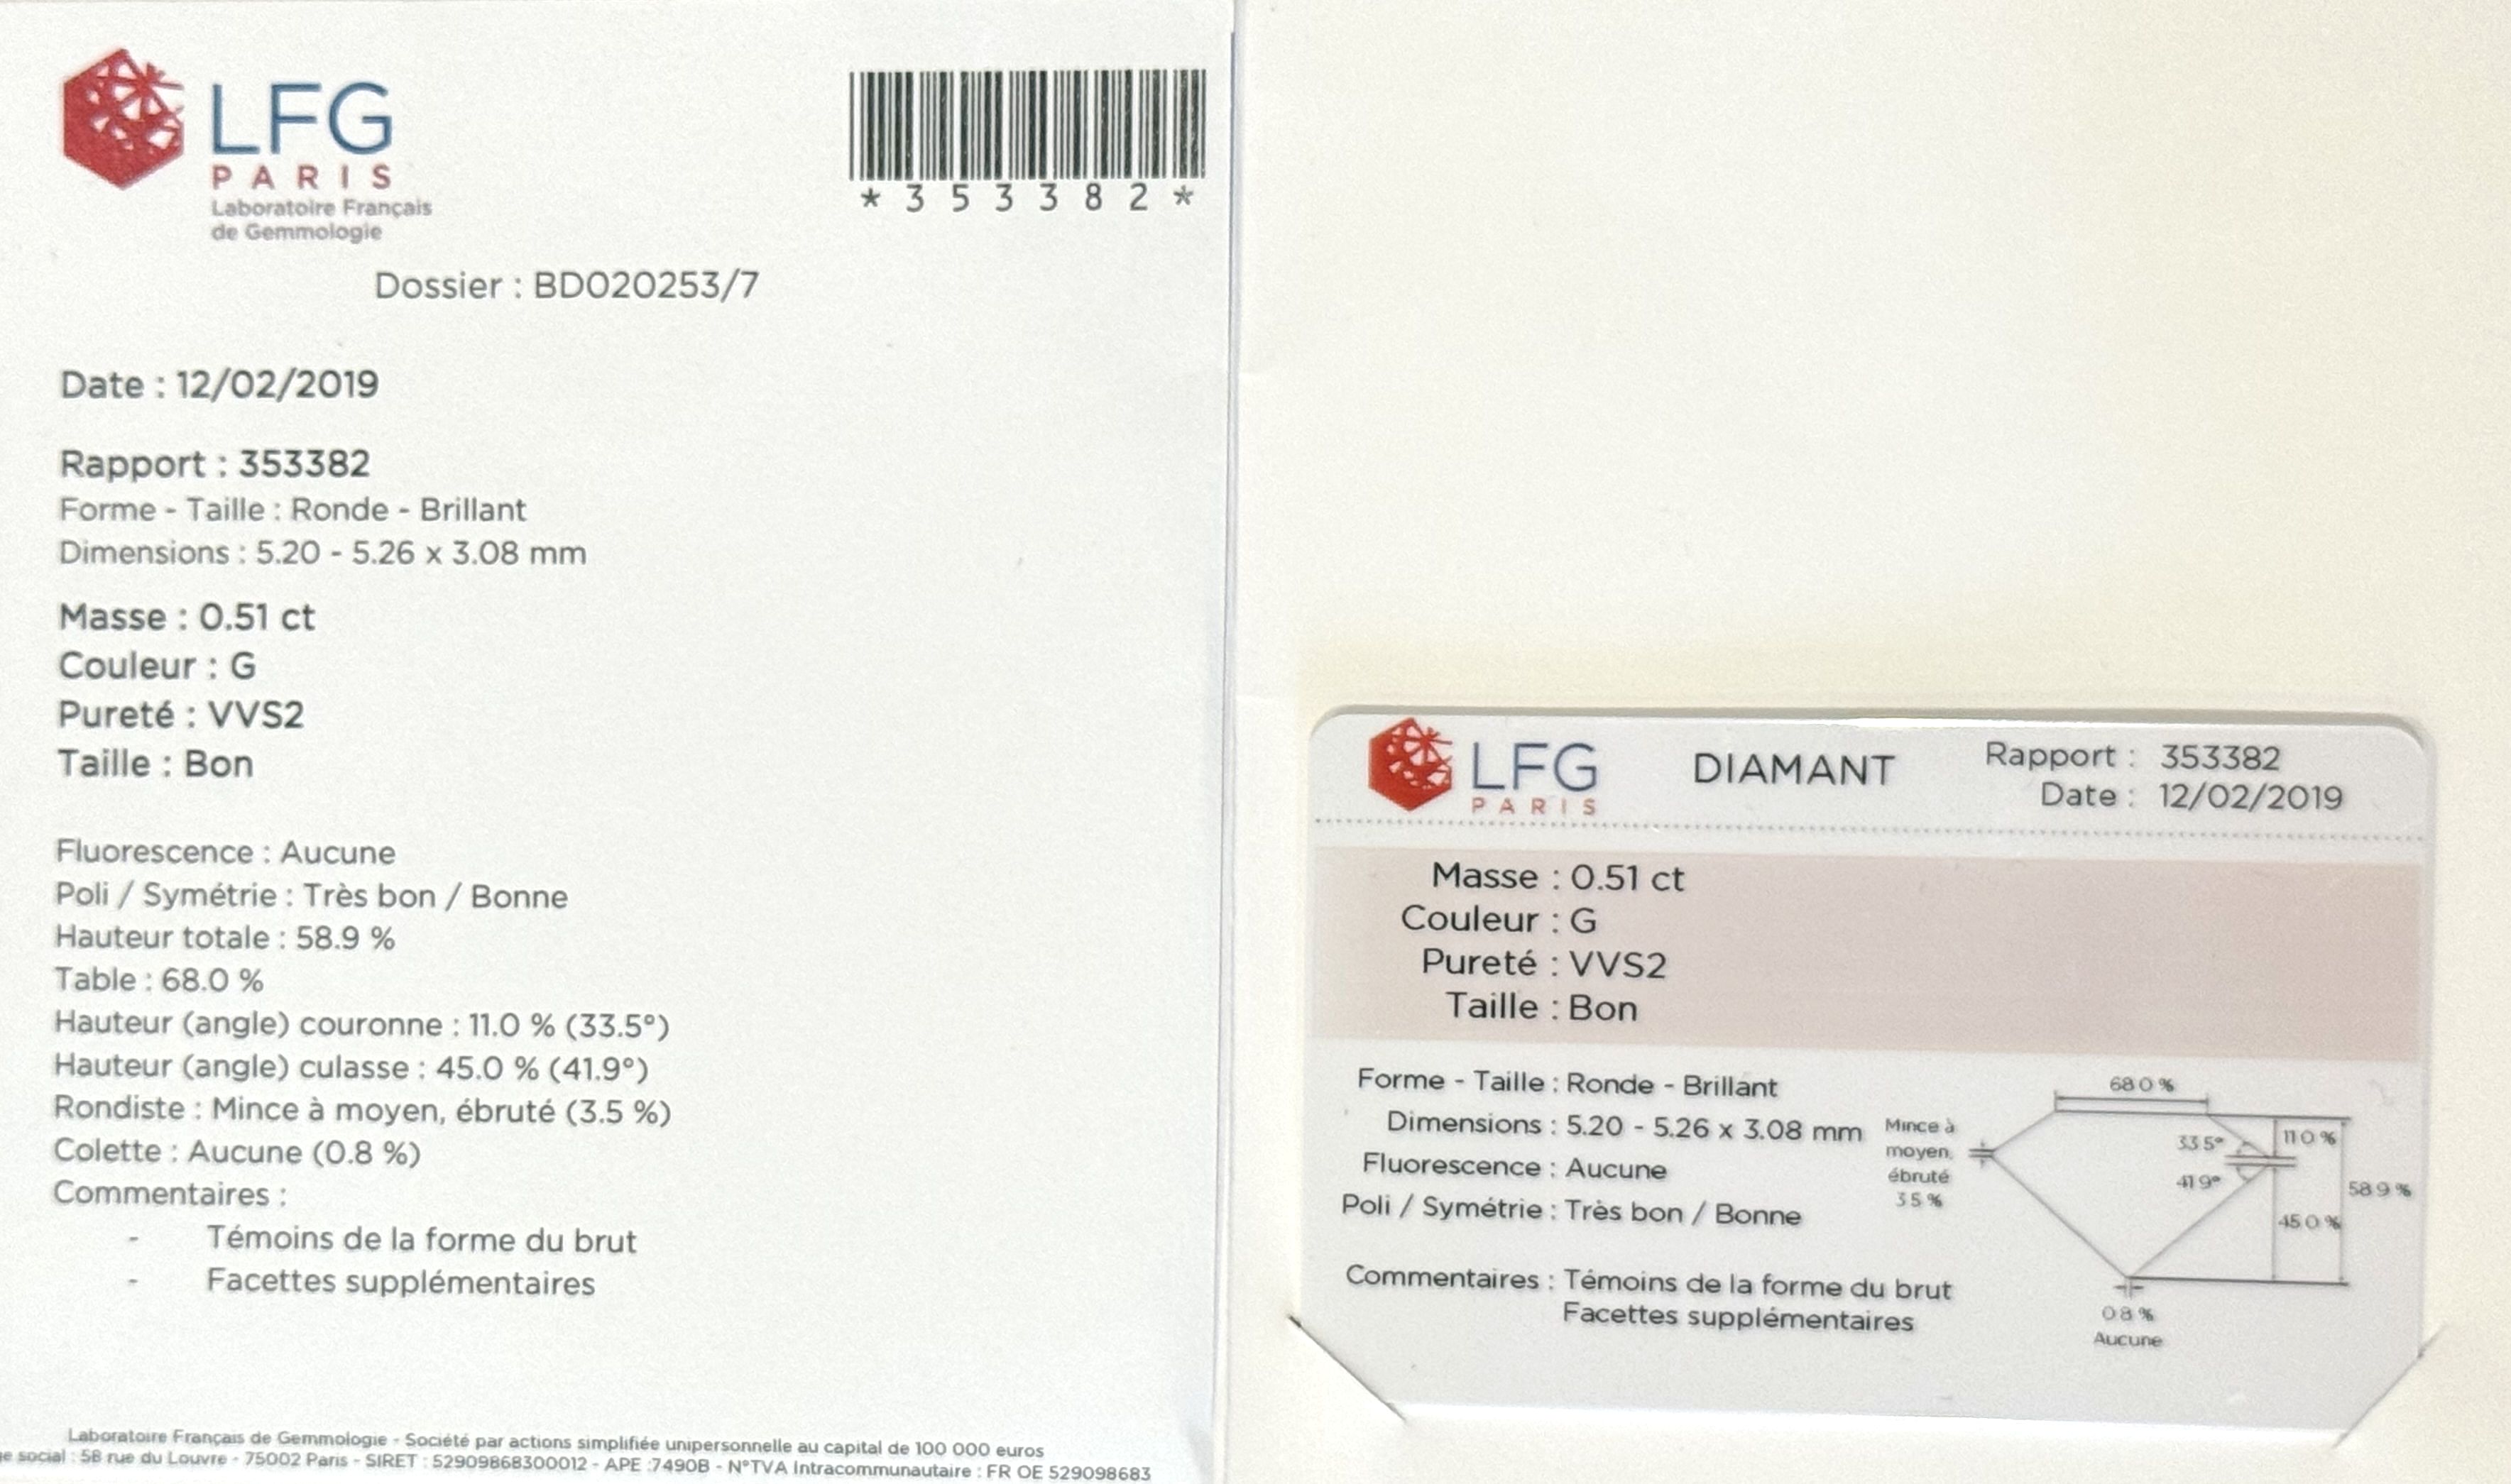 LFG
PARIS
Laboratoire Français
de Gemmologie
*353382*
Dossier : BD020253/7
Date : 12/02/2019
Rapport : 353382
Forme - Taille : Ronde - Brillant
Dimensions : 5.20 - 5.26 x 3.08 mm
Masse : 0.51 ct
Couleur : G
Pureté : VVS2
Taille : Bon
Fluorescence : Aucune
Poli / Symétrie : Très bon / Bonne
Hauteur totale : 58.9 %
Table : 68.0 %
Hauteur (angle) couronne : 11.0 % (33.5°)
Hauteur (angle) culasse : 45.0 % (41.9°)
Rondiste : Mince à moyen, ébruté (3.5 %)
Colette : Aucune (0.8 %)
Commentaires :
- Témoins de la forme du brut
- Facettes supplémentaires
Laboratoire Français de Gemmologie - Société par actions simplifiée unipersonnelle au capital de 100 000 euros
social : 58 rue du Louvre - 75002 Paris - SIRET : 52909868300012 - APE :7490B - N°TVA Intracommunautaire : FR OE 529098683
LFG
PARIS
DIAMANT
Rapport : 353382
Date : 12/02/2019
Masse : 0.51 ct
Couleur : G
Pureté : VVS2
Taille : Bon
Forme - Taille : Ronde - Brillant
Dimensions : 5.20 - 5.26 x 3.08 mm
Fluorescence : Aucune
Poli / Symétrie : Très bon / Bonne
Commentaires : Témoins de la forme du brut
Facettes supplémentaires
68.0 %
Mince à
moyen,
ébruté
3.5 %
33.5°
11.0 %
41.9°
58.9 %
45.0 %
0.8 %
Aucune